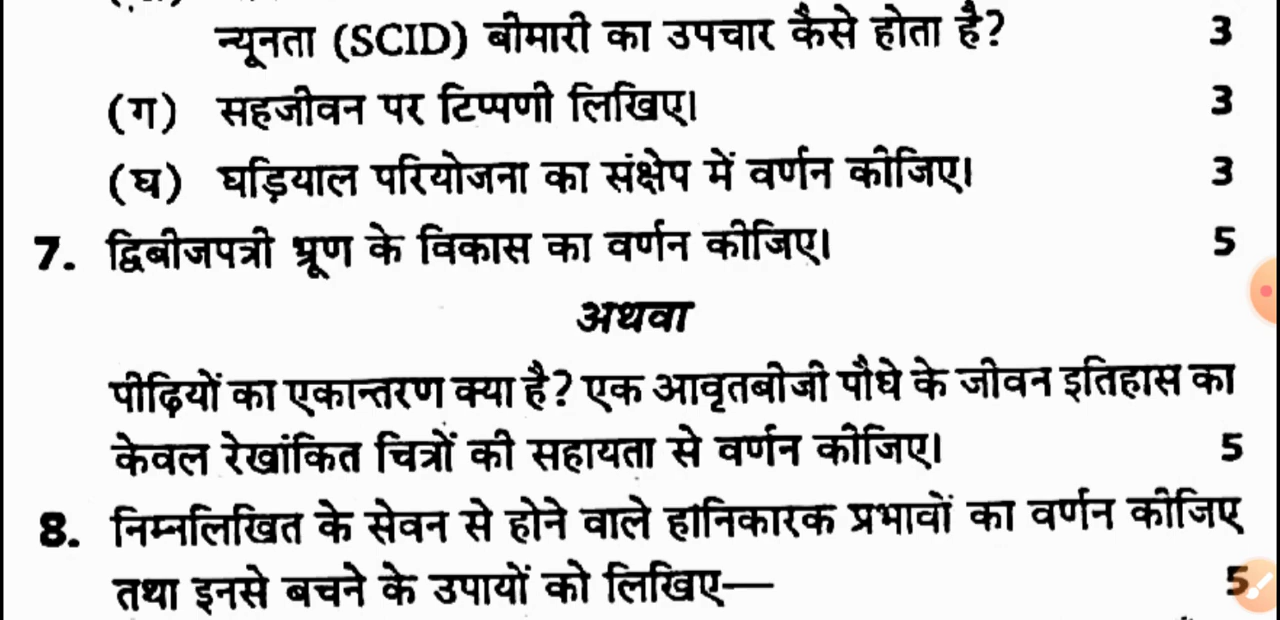 न्यूनता (SCID) बीमारी का उपचार कैसे होता है? 3
(ग) सहजीवन पर टिप्पणी लिखिए। 3
(घ) घड़ियाल परियोजना का संक्षेप में वर्णन कीजिए। 3
7. द्विबीजपत्री भ्रूण के विकास का वर्णन कीजिए। 5
अथवा
पीढ़ियों का एकान्तरण क्या है? एक आवृतबीजी पौधे के जीवन इतिहास का
केवल रेखांकित चित्रों की सहायता से वर्णन कीजिए। 5
8. निम्नलिखित के सेवन से होने वाले हानिकारक प्रभावों का वर्णन कीजिए
तथा इनसे बचने के उपायों को लिखिए— 5